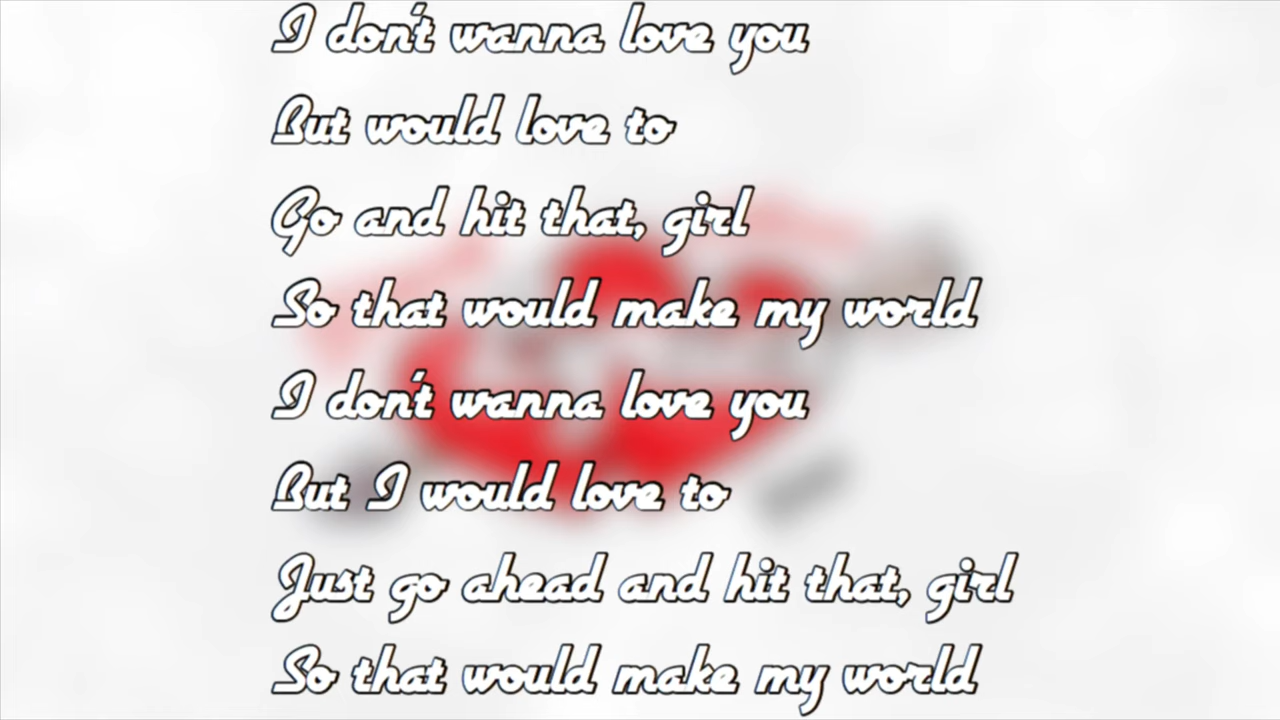 I don't wanna love you
But would love to
Go and hit that, girl
So that would make my world
I don't wanna love you
But I would love to
Just go ahead and hit that, girl
So that would make my world